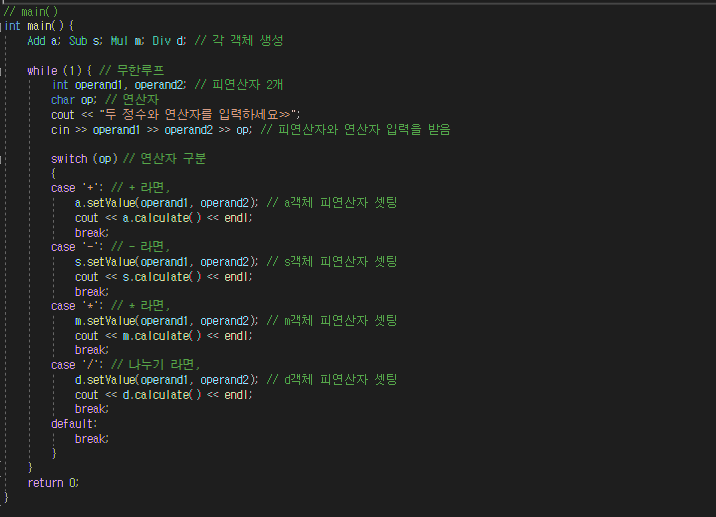 // main()
int main() {
Add a; Sub s; Mul m; Div d; // 각 객체 생성
while (1) { // 무한루프
int operand1, operand2; // 피연산자 2개
char op; // 연산자
cout << "두 정수와 연산자를 입력하세요>>";
cin >> operand1 >> operand2 >> op; // 피연산자와 연산자 입력을 받음
switch (op) // 연산자 구분
{
case '+': // + 라면,
a.setValue(operand1, operand2); // a객체 피연산자 셋팅
cout << a.calculate() << endl;
break;
case '-': // - 라면,
s.setValue(operand1, operand2); // s객체 피연산자 셋팅
cout << s.calculate() << endl;
break;
case '*': // * 라면,
m.setValue(operand1, operand2); // m객체 피연산자 셋팅
cout << m.calculate() << endl;
break;
case '/': // 나누기 라면,
d.setValue(operand1, operand2); // d객체 피연산자 셋팅
cout << d.calculate() << endl;
break;
default:
break;
}
}
return 0;
}